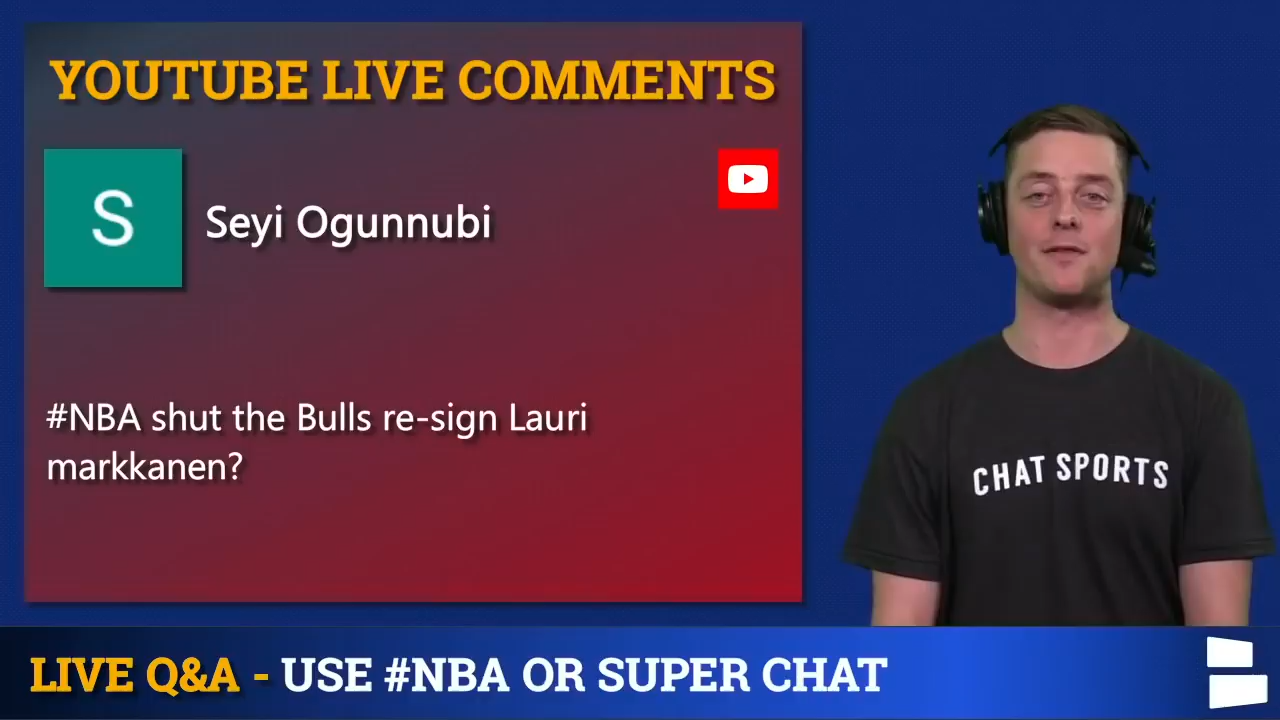 YOUTUBE LIVE COMMENTS
S
Seyi Ogunnubi
#NBA shut the Bulls re-sign Lauri
markkanen?
CHAT SPORTS
LIVE Q&A - USE #NBA OR SUPER CHAT